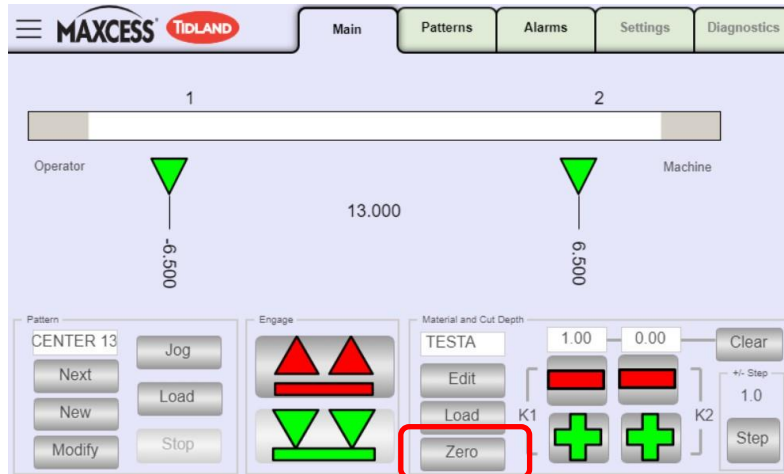 MAXCESS TIDLAND Main Patterns Alarms Settings Diagnostics
1 2
Operator Machine
13.000
-6.500 6.500
Pattern
CENTER 13
Next
New
Modify
Jog
Load
Stop
Engage
Material and Cut Depth
TESTA
Edit
Load
Zero
1.00 0.00 Clear
K1 K2
+/- Step
1.0
Step